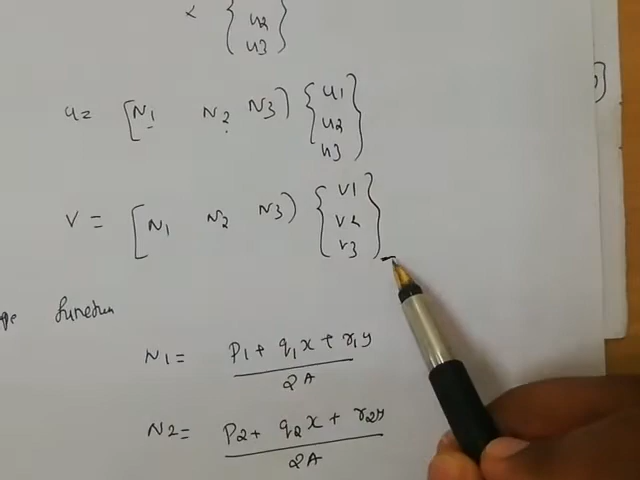 u2
u3
u = [N1 N2 N3) {u1
u2
u3}
v = [N1 N2 N3) {v1
v2
v3}
function
N1 = P1 + q1x + r1y
2A
N2 = P2 + q2x + r2y
2A